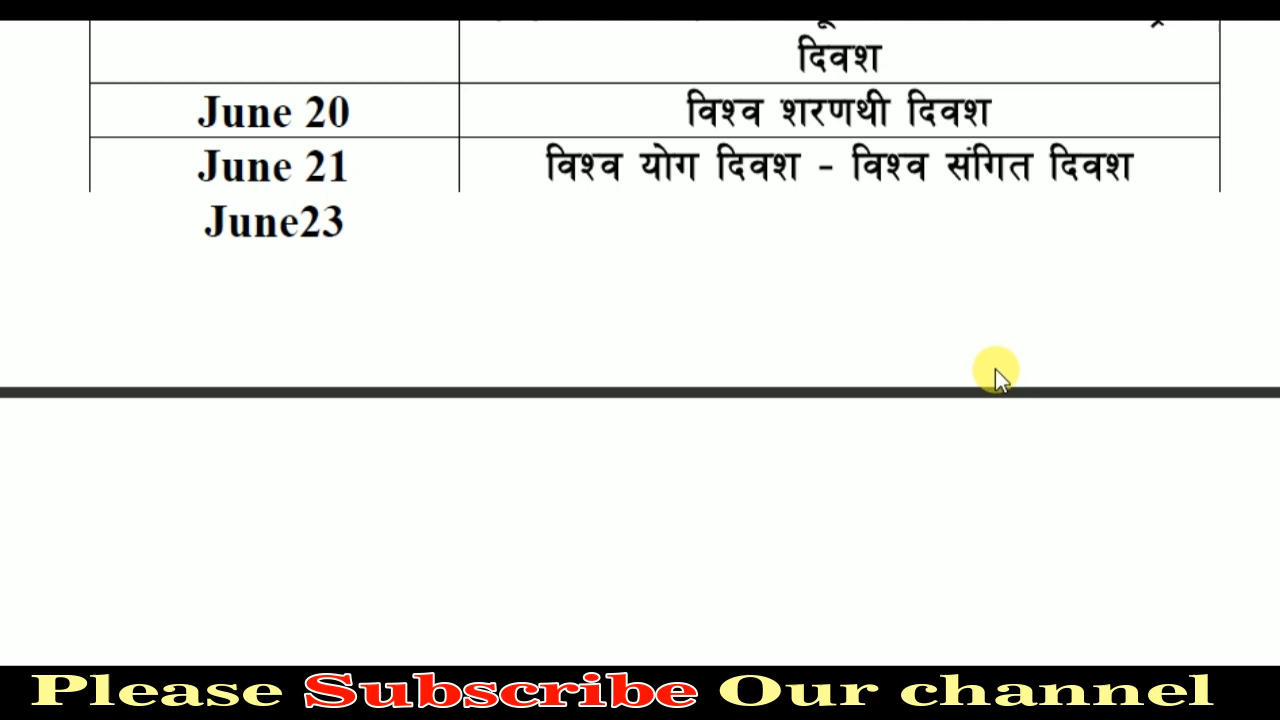 दिवश
June 20 विश्व शरणथी दिवश
June 21 विश्व योग दिवश - विश्व संगित दिवश
June23
Please Subscribe Our channel